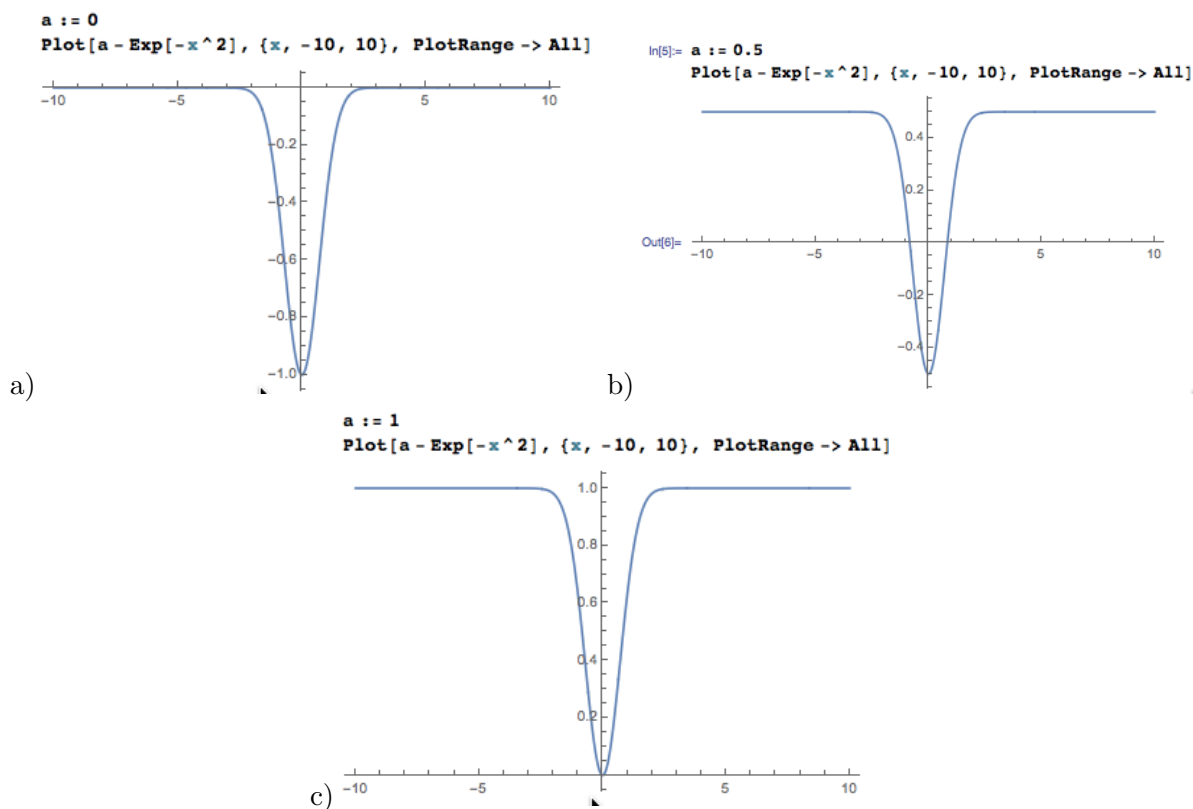 a := 0
Plot[a - Exp[-x^2], {x, -10, 10}, PlotRange -> All]
-10 -5 5 10
-0.2
-0.4
-0.6
-0.8
-1.0
a)
In[5]:= a := 0.5
Plot[a - Exp[-x^2], {x, -10, 10}, PlotRange -> All]
0.4
0.2
Out[6]=
-10 -5 5 10
-0.2
-0.4
b)
a := 1
Plot[a - Exp[-x^2], {x, -10, 10}, PlotRange -> All]
1.0
0.8
0.6
0.4
0.2
-10 -5 5 10
c)